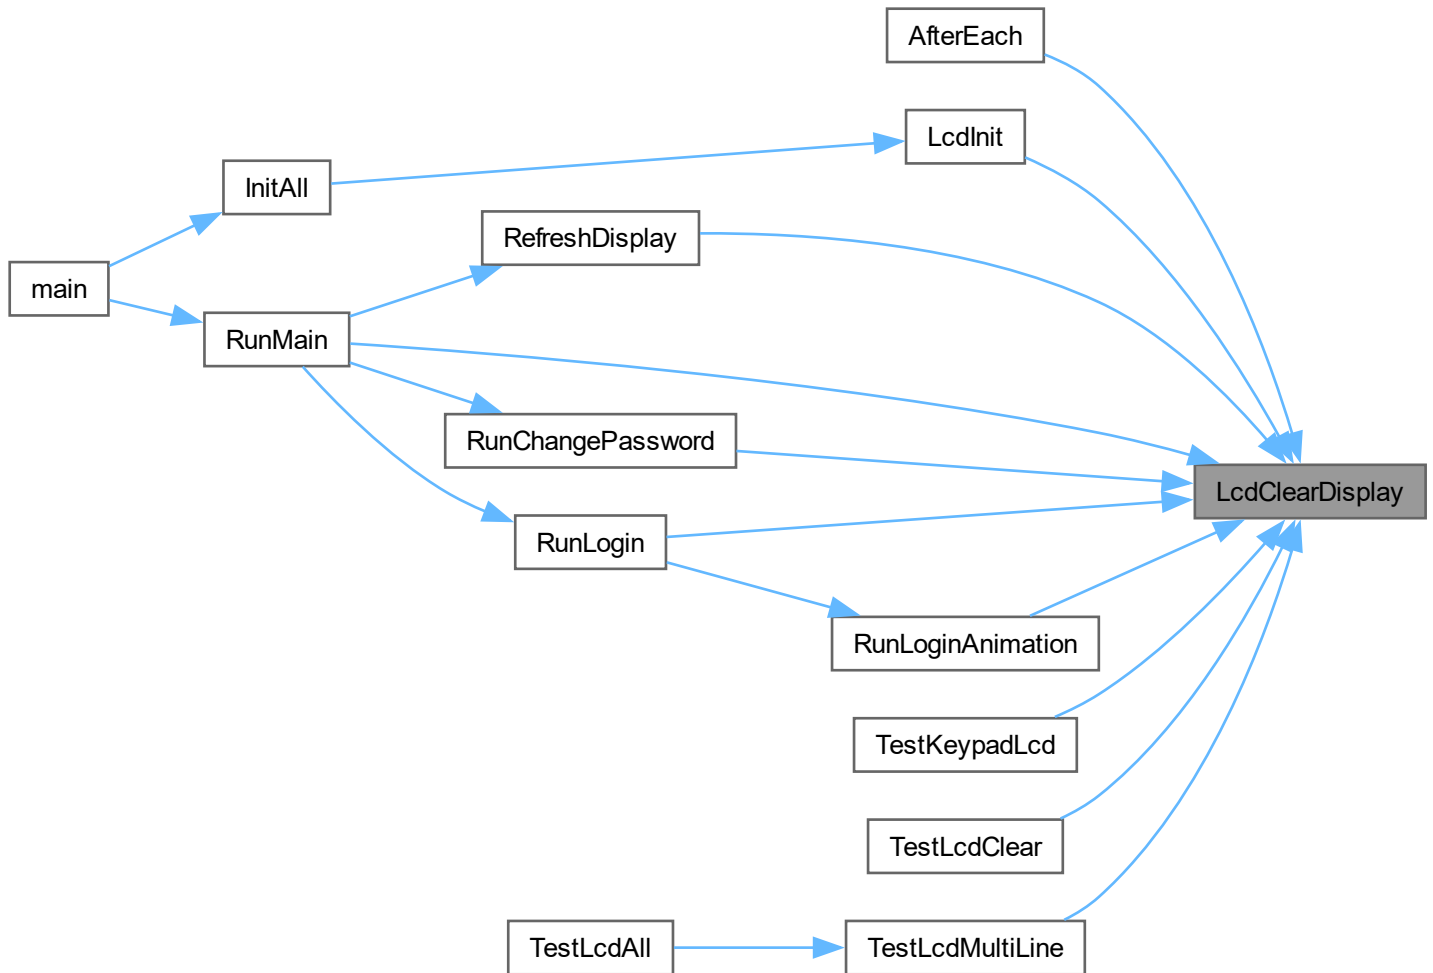 AfterEach
LcdInit
InitAll
RefreshDisplay
main
RunMain
RunChangePassword
LcdClearDisplay
RunLogin
RunLoginAnimation
TestKeypadLcd
TestLcdClear
TestLcdAll
TestLcdMultiLine